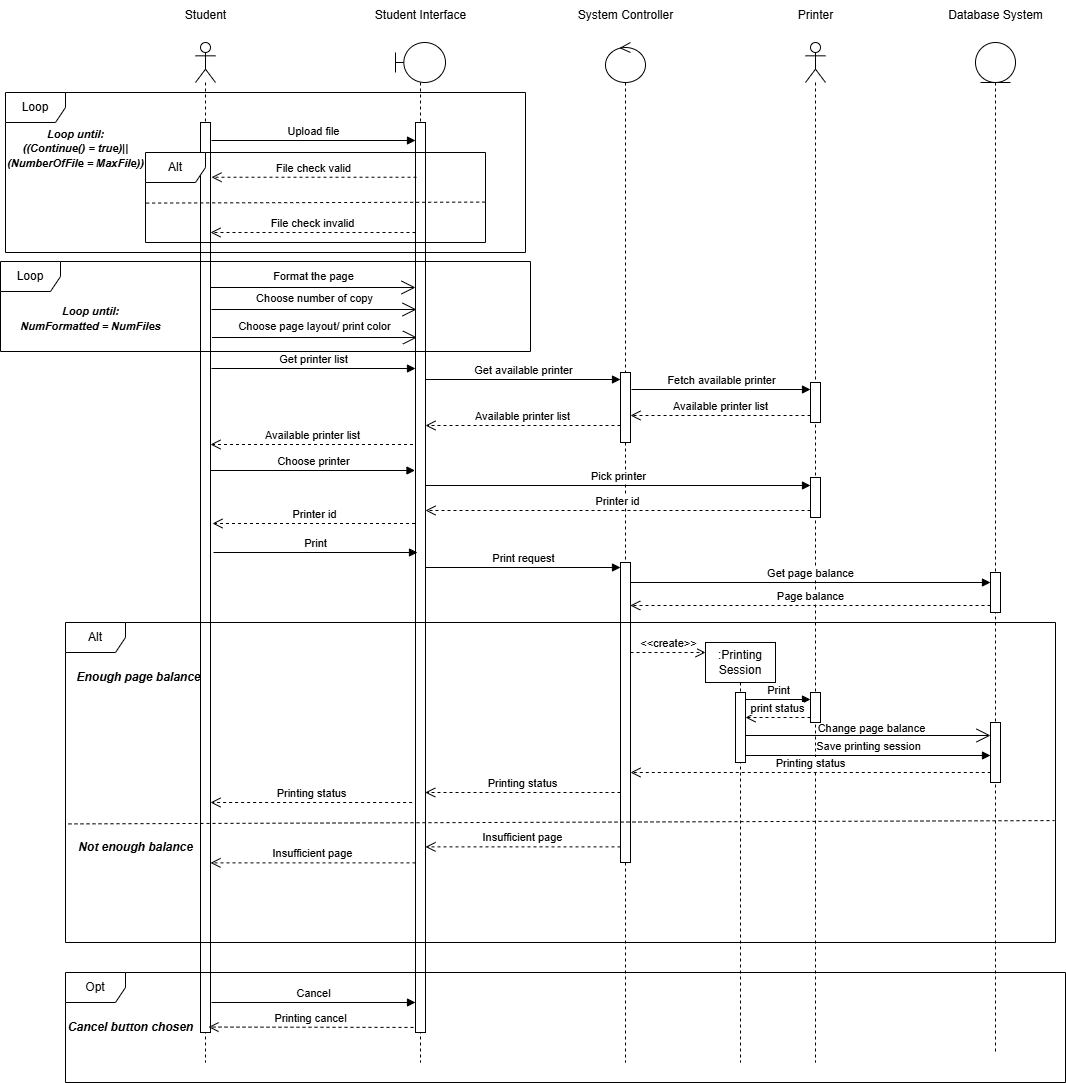 Student
Student Interface
System Controller
Printer
Database System
Loop
Loop until:
((Continue() = true)||
(NumberOfFile = MaxFile))
Upload file
Alt
File check valid
File check invalid
Loop
Loop until:
NumFormatted = NumFiles
Format the page
Choose number of copy
Choose page layout/ print color
Get printer list
Get available printer
Fetch available printer
Available printer list
Available printer list
Available printer list
Choose printer
Pick printer
Printer id
Printer id
Print
Print request
Get page balance
Page balance
Alt
Enough page balance
<<create>>
:Printing
Session
Print
print status
Change page balance
Save printing session
Printing status
Printing status
Printing status
Not enough balance
Insufficient page
Insufficient page
Opt
Cancel button chosen
Cancel
Printing cancel